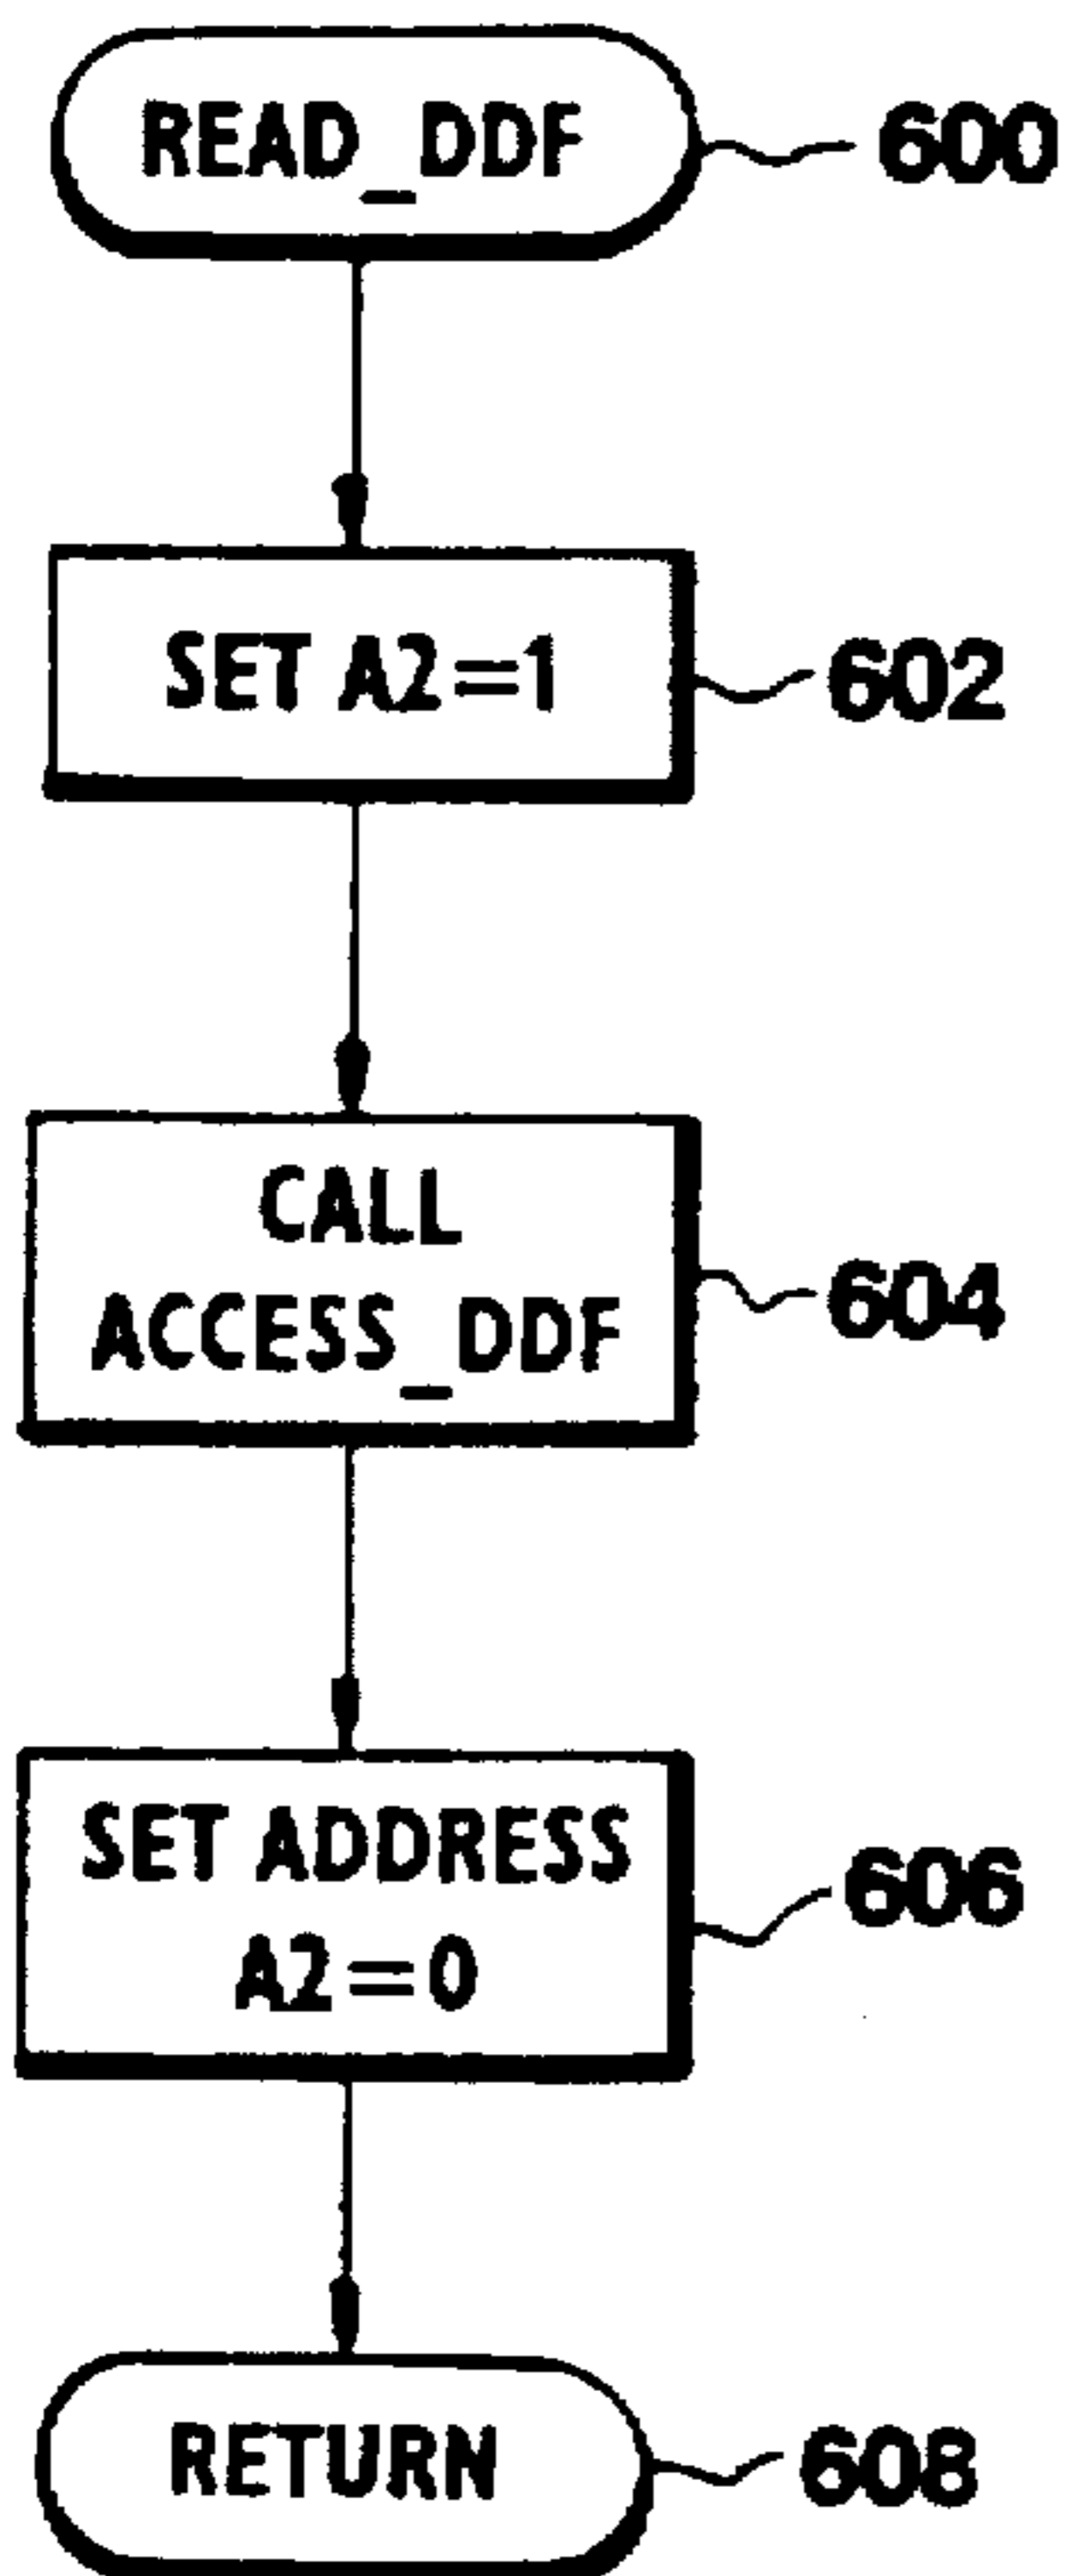 READ_DDF
600
SET A2=1
602
CALL
ACCESS_DDF
604
SET ADDRESS
A2=0
606
RETURN
608